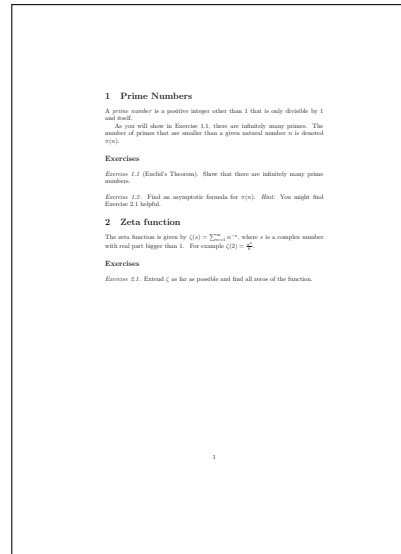 1 Prime Numbers
A prime number is a positive integer other than 1 that is only divisible by 1
and itself.
As you will show in Exercise 1.1, there are infinitely many primes. The
number of primes that are smaller than a given natural number n is denoted
π(n).
Exercises
Exercise 1.1 (Euclid's Theorem). Show that there are infinitely many prime
numbers.
Exercise 1.2. Find an asymptotic formula for π(n). Hint: You might find
Exercise 2.1 helpful.
2 Zeta function
The zeta function is given by ζ(s) = ∑_{n=1}^{∞} n^{-s}, where s is a complex number
with real part bigger than 1. For example ζ(2) = π²/6.
Exercises
Exercise 2.1. Extend ζ as far as possible and find all zeros of the function.
1